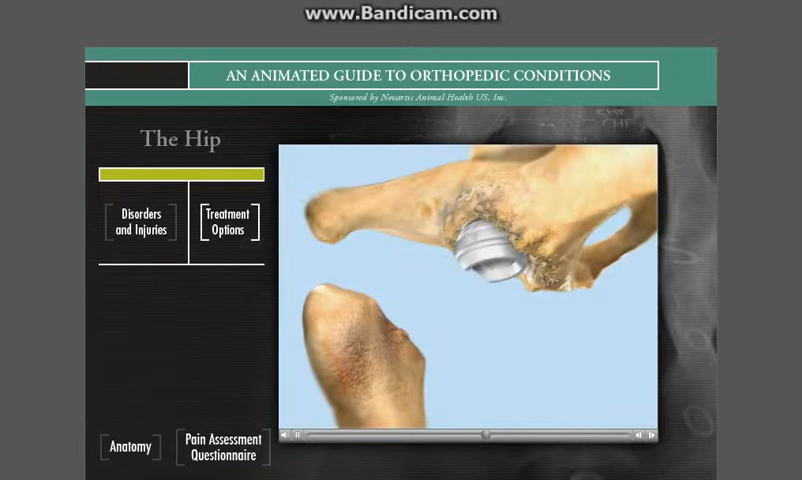 www.Bandicam.com
AN ANIMATED GUIDE TO ORTHOPEDIC CONDITIONS
Sponsored by Novartis Animal Health US, Inc.
The Hip
Disorders
and Injuries
Treatment
Options
Anatomy
Pain Assessment
Questionnaire